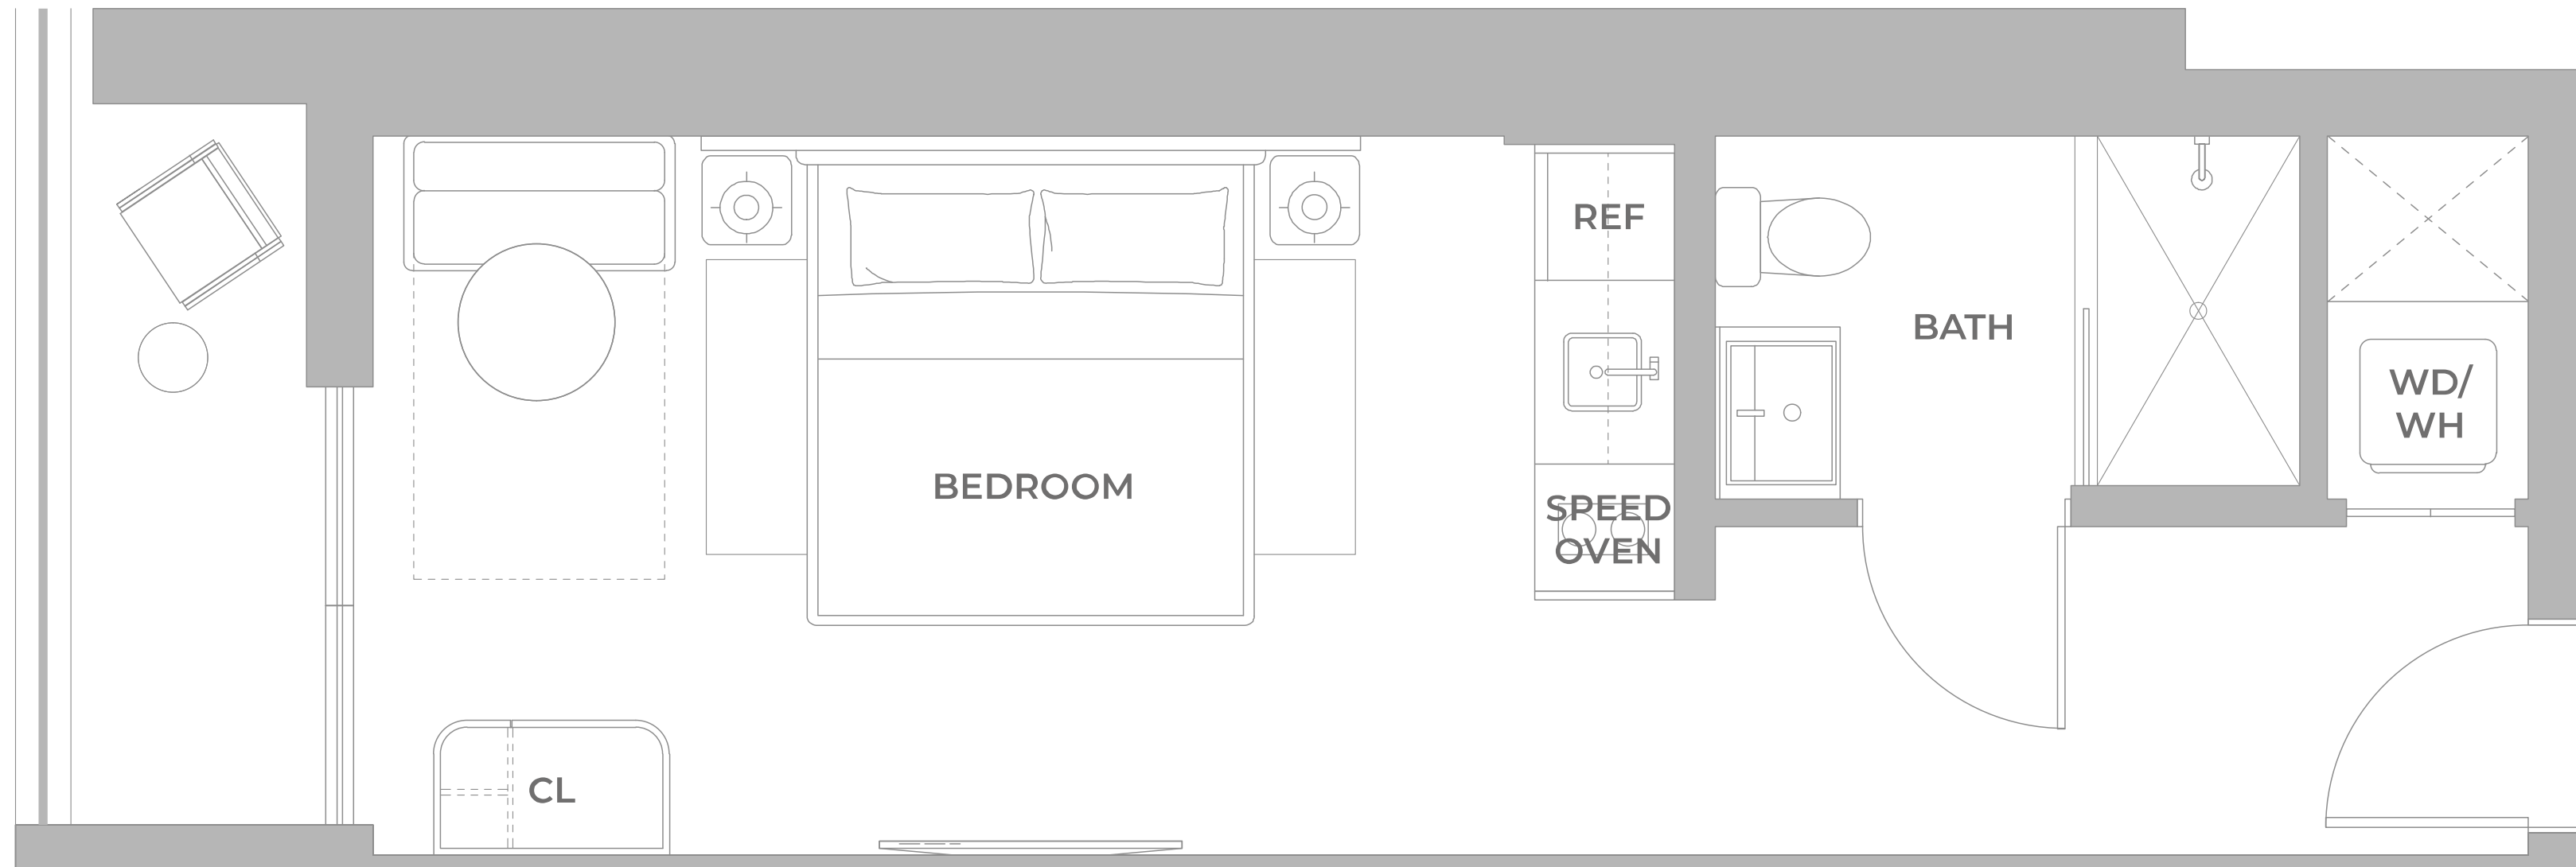 REF
BATH
WD/
WH
BEDROOM
SPEED
OVEN
CL